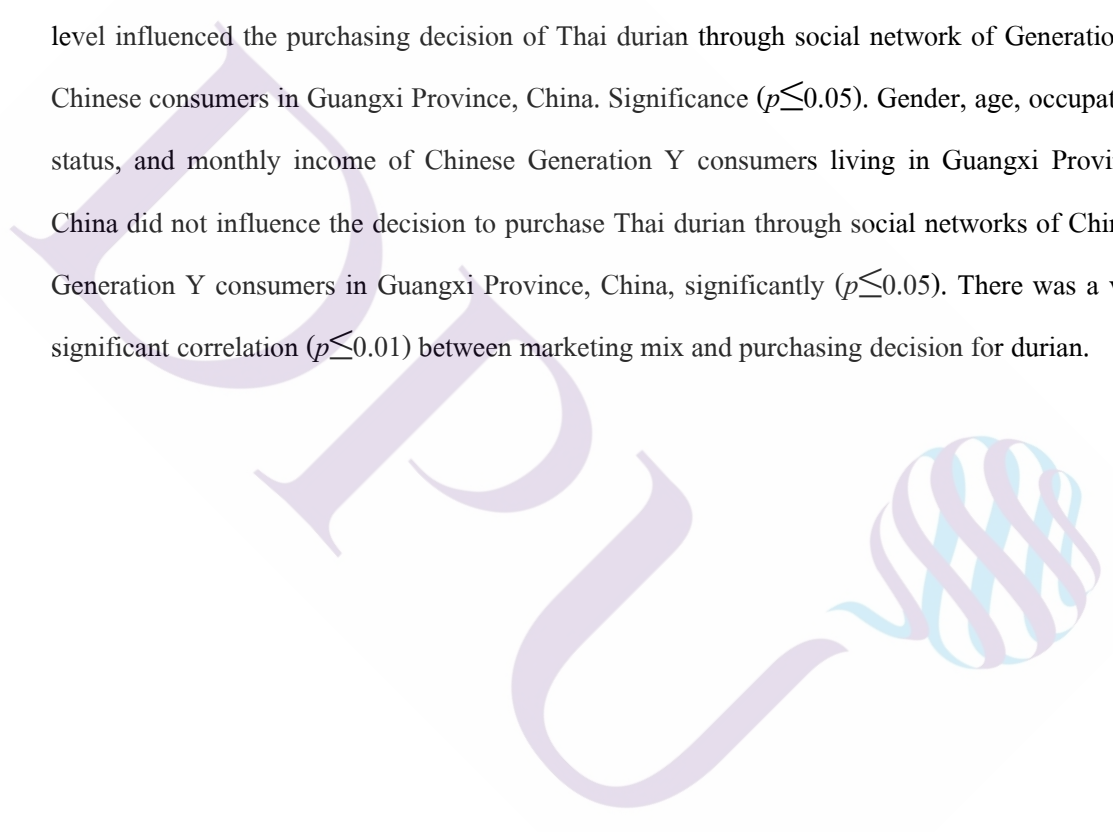 level influenced the purchasing decision of Thai durian through social network of Generatio
Chinese consumers in Guangxi Province, China. Significance (p≤0.05). Gender, age, occupat
status, and monthly income of Chinese Generation Y consumers living in Guangxi Provi
China did not influence the decision to purchase Thai durian through social networks of Chi
Generation Y consumers in Guangxi Province, China, significantly (p≤0.05). There was a v
significant correlation (p≤0.01) between marketing mix and purchasing decision for durian.
DPU